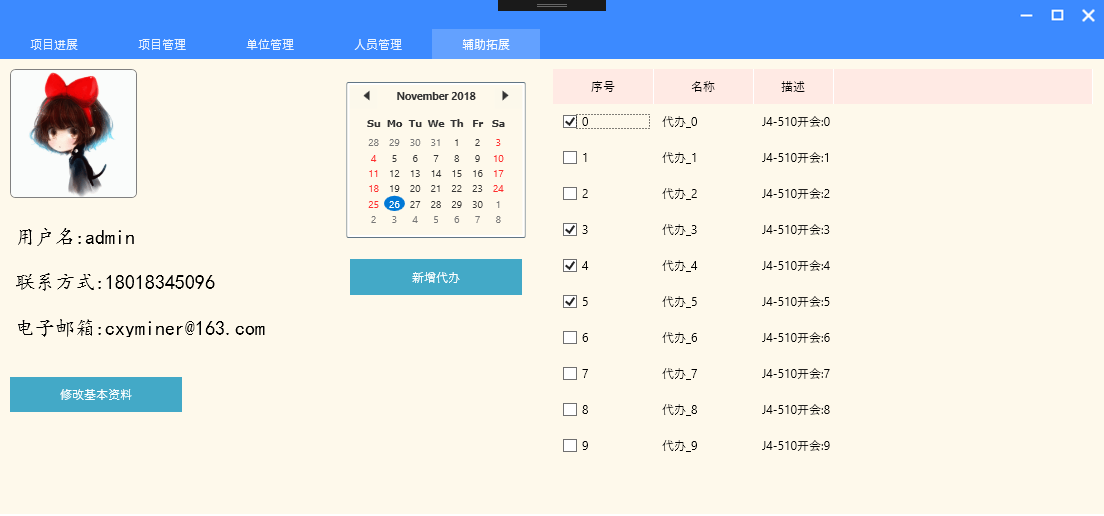 项目进展 项目管理 单位管理 人员管理 辅助拓展
用户名:admin
联系方式:18018345096
电子邮箱:cxyminer@163.com
修改基本资料
November 2018
Su Mo Tu We Th Fr Sa
28 29 30 31 1 2 3
4 5 6 7 8 9 10
11 12 13 14 15 16 17
18 19 20 21 22 23 24
25 26 27 28 29 30 1
2 3 4 5 6 7 8
新增代办
序号 名称 描述
0 代办_0 J4-510开会:0
1 代办_1 J4-510开会:1
2 代办_2 J4-510开会:2
3 代办_3 J4-510开会:3
4 代办_4 J4-510开会:4
5 代办_5 J4-510开会:5
6 代办_6 J4-510开会:6
7 代办_7 J4-510开会:7
8 代办_8 J4-510开会:8
9 代办_9 J4-510开会:9